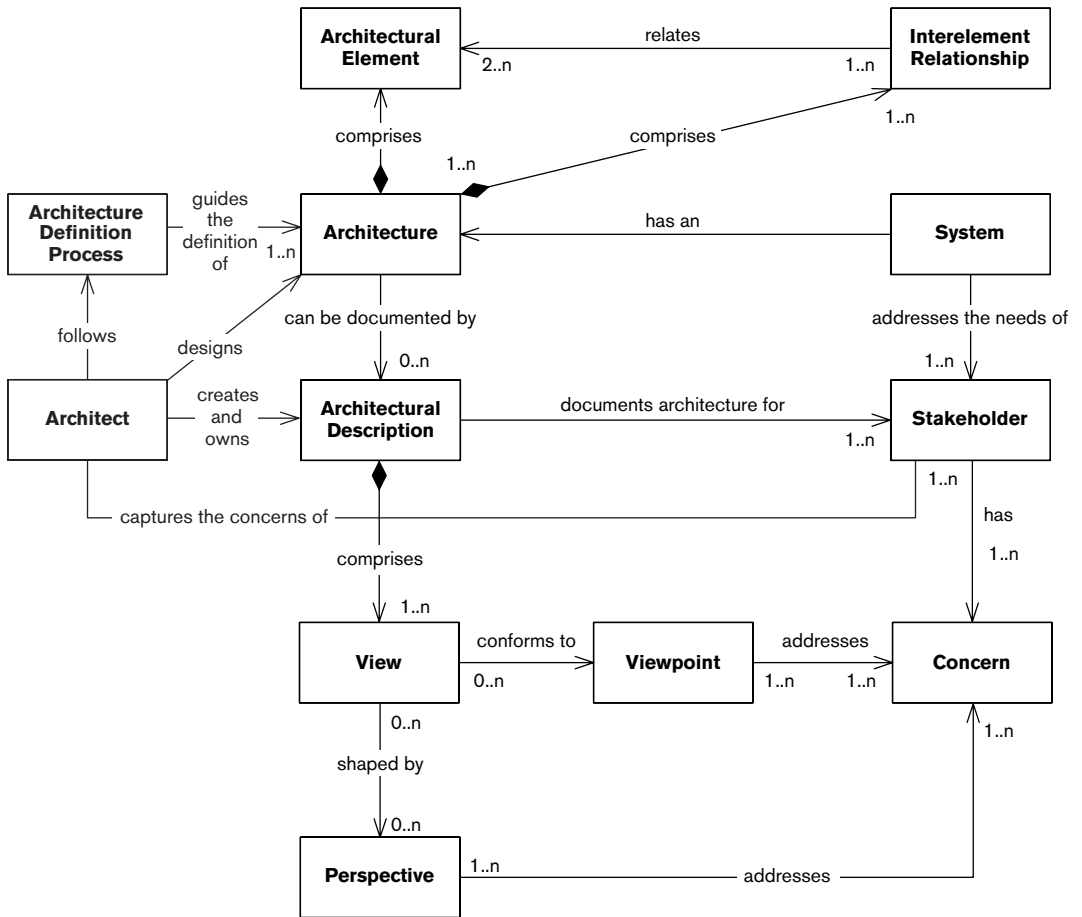 Architectural
Element
relates
2..n
1..n
Interelement
Relationship
1..n
comprises
comprises
1..n
Architecture
Definition
Process
guides
the
definition
of
1..n
Architecture
has an
System
follows
designs
can be documented by
0..n
addresses the needs of
1..n
Architect
creates
and
owns
Architectural
Description
documents architecture for
1..n
Stakeholder
1..n
captures the concerns of
has
1..n
comprises
1..n
View
conforms to
0..n
Viewpoint
addresses
1..n
1..n
Concern
0..n
1..n
shaped by
0..n
Perspective
1..n
addresses